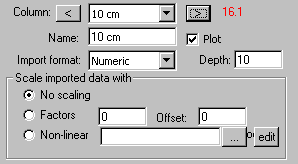 Column: < 10 cm > 16.1
Name: 10 cm Plot
Import format: Numeric Depth: 10
Scale imported data with
No scaling
Factors 0 Offset: 0
Non-linear ... edit